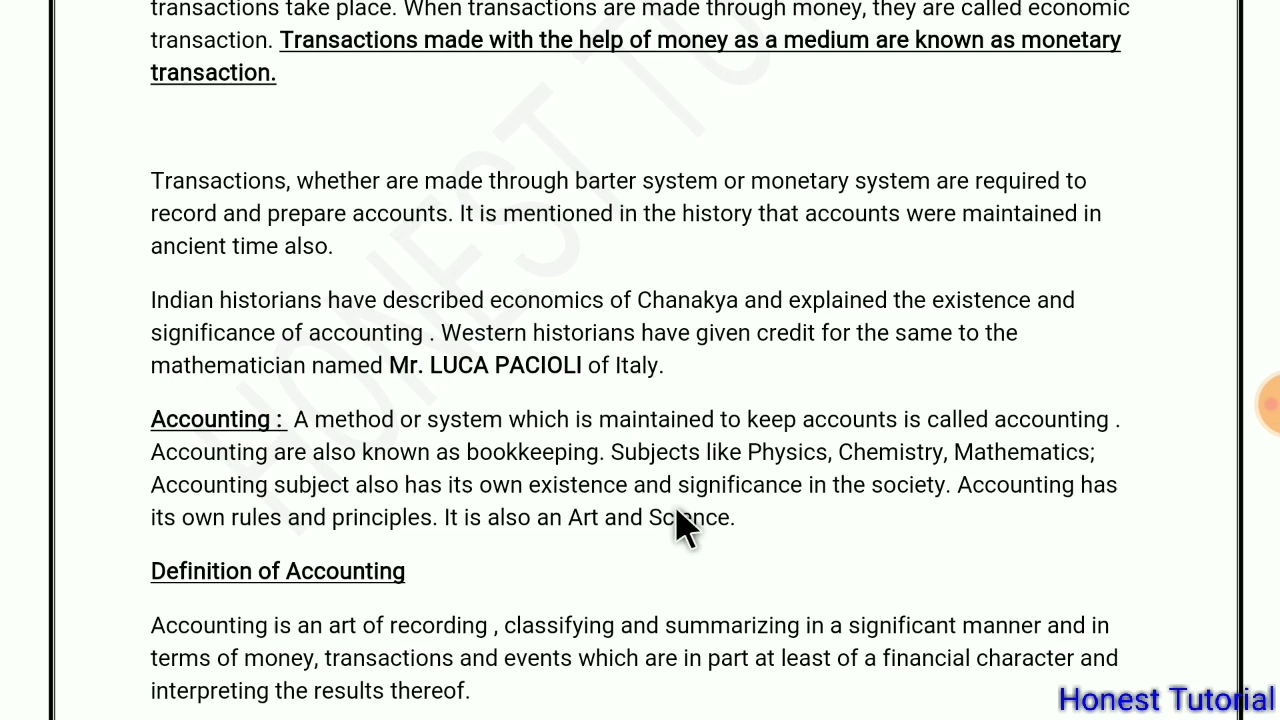 transactions take place. When transactions are made through money, they are called economic
transaction. Transactions made with the help of money as a medium are known as monetary
transaction.
Transactions, whether are made through barter system or monetary system are required to
record and prepare accounts. It is mentioned in the history that accounts were maintained in
ancient time also.
Indian historians have described economics of Chanakya and explained the existence and
significance of accounting . Western historians have given credit for the same to the
mathematician named Mr. LUCA PACIOLI of Italy.
Accounting : A method or system which is maintained to keep accounts is called accounting .
Accounting are also known as bookkeeping. Subjects like Physics, Chemistry, Mathematics;
Accounting subject also has its own existence and significance in the society. Accounting has
its own rules and principles. It is also an Art and Science.
Definition of Accounting
Accounting is an art of recording , classifying and summarizing in a significant manner and in
terms of money, transactions and events which are in part at least of a financial character and
interpreting the results thereof.
Honest Tutorial
HONEST TU